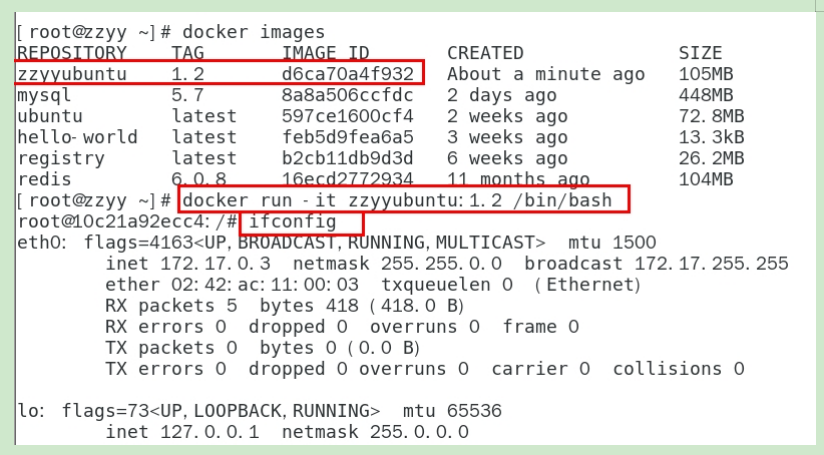 [root@zzyy ~]# docker images
REPOSITORY TAG IMAGE ID CREATED SIZE
zzyyubuntu 1.2 d6ca70a4f932 About a minute ago 105MB
mysql 5.7 8a8a506ccfdc 2 days ago 448MB
ubuntu latest 597ce1600cf4 2 weeks ago 72.8MB
hello-world latest feb5d9fea6a5 3 weeks ago 13.3kB
registry latest b2cb11db9d3d 6 weeks ago 26.2MB
redis 6.0.8 16ecd2772934 11 months ago 104MB
[root@zzyy ~]# docker run -it zzyyubuntu:1.2 /bin/bash
root@10c21a92ecc4:/# ifconfig
eth0: flags=4163<UP,BROADCAST,RUNNING,MULTICAST> mtu 1500
inet 172.17.0.3 netmask 255.255.0.0 broadcast 172.17.255.255
ether 02:42:ac:11:00:03 txqueuelen 0 (Ethernet)
RX packets 5 bytes 418 (418.0 B)
RX errors 0 dropped 0 overruns 0 frame 0
TX packets 0 bytes 0 (0.0 B)
TX errors 0 dropped 0 overruns 0 carrier 0 collisions 0
lo: flags=73<UP,LOOPBACK,RUNNING> mtu 65536
inet 127.0.0.1 netmask 255.0.0.0